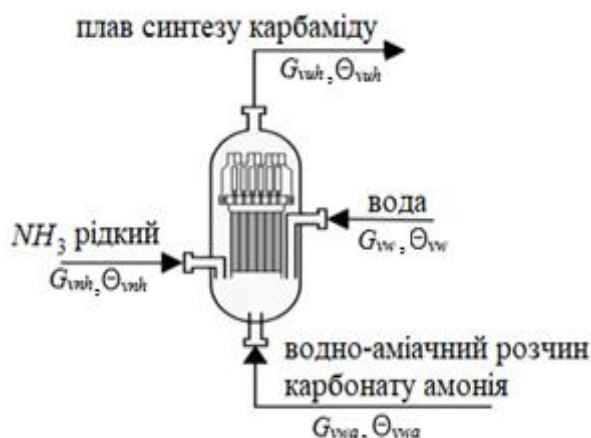 плав синтезу карбаміду
Gvuh, Θvuh
вода
Gvw, Θvw
NH3 рідкий
Gvnh, Θvnh
водно-аміачний розчин
карбонату амонія
Gvwa, Θvwa